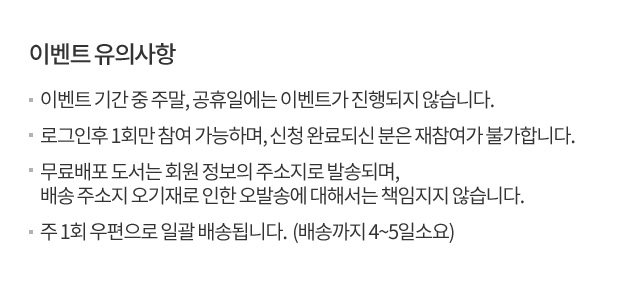 이벤트 유의사항
이벤트 기간 중 주말, 공휴일에는 이벤트가 진행되지 않습니다.
로그인후 1회만 참여 가능하며, 신청 완료되신 분은 재참여가 불가합니다.
무료배포 도서는 회원 정보의 주소지로 발송되며,
배송 주소지 오기재로 인한 오발송에 대해서는 책임지지 않습니다.
주 1회 우편으로 일괄 배송됩니다. (배송까지 4~5일소요)